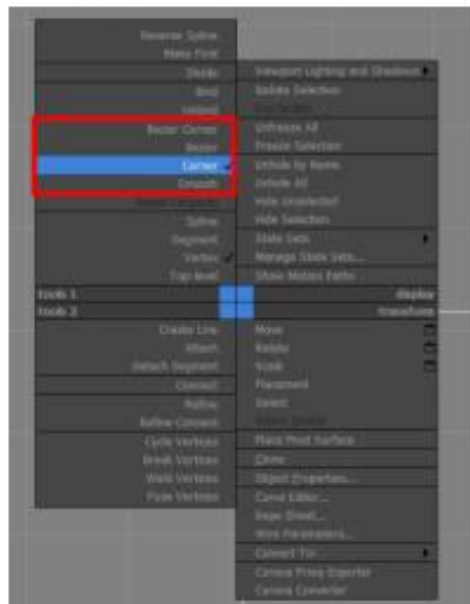 Reverse Spline
Make First
Divide
Bind
Unbind
Bezier Corner
Bezier
Corner
Smooth
Reset Tangents
Spline
Segment
Vertex
Top-level
tools 1
tools 2
Create Line
Attach
Detach Segment
Connect
Refine
Refine Connect
Cycle Vertices
Break Vertices
Weld Vertices
Fuse Vertices
Viewport Lighting and Shadows
Isolate Selection
Unfreeze All
Freeze Selection
Unhide by Name
Unhide All
Hide Unselected
Hide Selection
State Sets
Manage State Sets...
Show Motion Paths
display
transform
Move
Rotate
Scale
Placement
Select
Place Pivot Surface
Clone
Object Properties...
Curve Editor...
Dope Sheet...
Wire Parameters...
Convert To:
Corona Proxy Exporter
Corona Converter